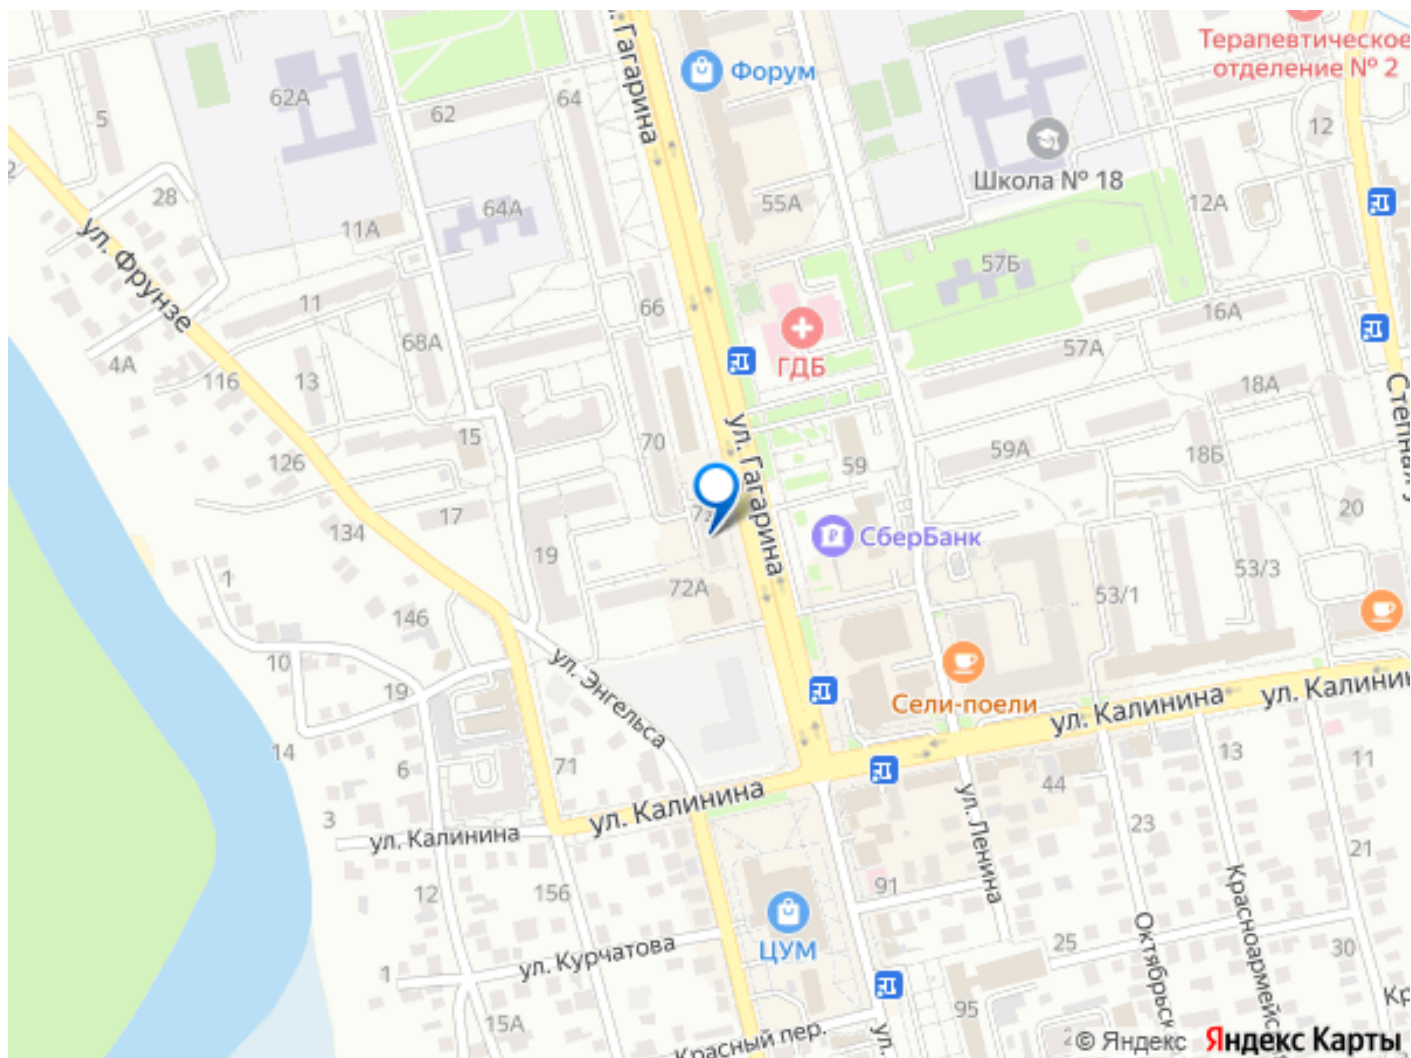 ул. Гагарина
Форум
Терапевтическое
отделение № 2
62А
64
62
5
12
Школа № 18
28
64А
55А
12А
11А
ул. Фрунзе
57Б
11
66
16А
ГДБ
68А
57А
4А
116
13
18А
Степная у
ул. Гагарина
15
70
59
59А
18Б
126
17
134
20
СберБанк
19
1
72А
53/1
53/3
146
10
19
ул. Энгельса
Сели-поели
ул. Калинина
ул. Калинин
14
6
71
13
11
44
ул. Калинина
3
ул. Калинина
ул. Ленина
23
21
12
156
91
Красноармейс
Октябрьск
ЦУМ
25
30
ул. Курчатова
1
95
15А
Красный пер.
ул.
Кр
© Яндекс
Яндекс Карты